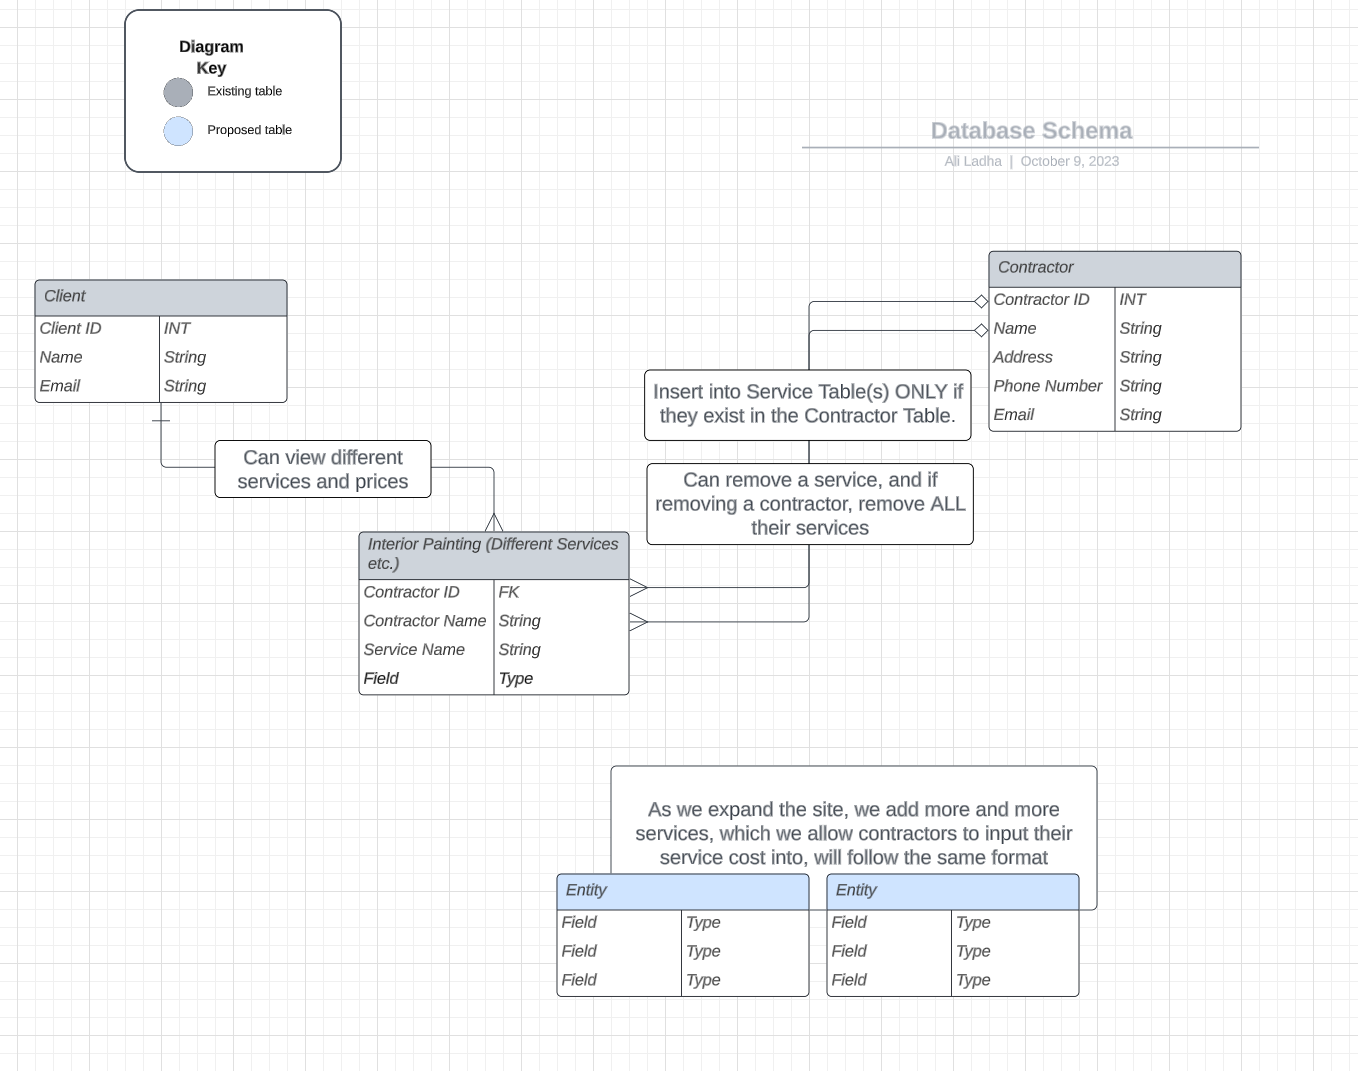 Diagram
Key
Existing table
Proposed table
Database Schema
Ali Ladha | October 9, 2023
Contractor
Contractor ID INT
Name String
Address String
Phone Number String
Email String
Client
Client ID INT
Name String
Email String
Insert into Service Table(s) ONLY if
they exist in the Contractor Table.
Can view different
services and prices
Can remove a service, and if
removing a contractor, remove ALL
their services
Interior Painting (Different Services
etc.)
Contractor ID FK
Contractor Name String
Service Name String
Field Type
As we expand the site, we add more and more
services, which we allow contractors to input their
service cost into, will follow the same format
Entity
Field Type
Field Type
Field Type
Entity
Field Type
Field Type
Field Type